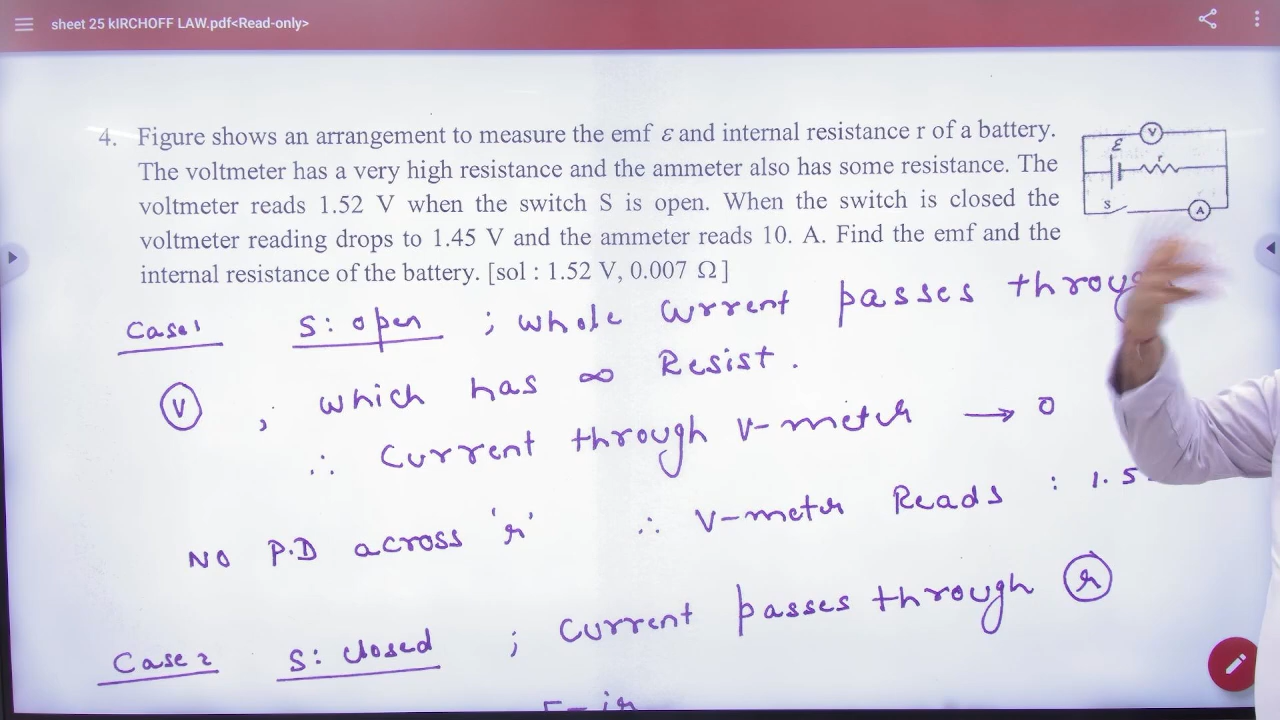 sheet 25 kIRCHOFF LAW.pdf<Read-only>
4. Figure shows an arrangement to measure the emf ε and internal resistance r of a battery.
The voltmeter has a very high resistance and the ammeter also has some resistance. The
voltmeter reads 1.52 V when the switch S is open. When the switch is closed the
voltmeter reading drops to 1.45 V and the ammeter reads 10. A. Find the emf and the
internal resistance of the battery. [sol : 1.52 V, 0.007 Ω]
V
ε r
S A
Case 1 S: open ; whole current passes
V , which has ∞ Resist.
∴ Current through V-meter → 0
No P.D across 'r' ∴ V-meter Reads :
Case 2 S: closed ; current passes through r
E-ir